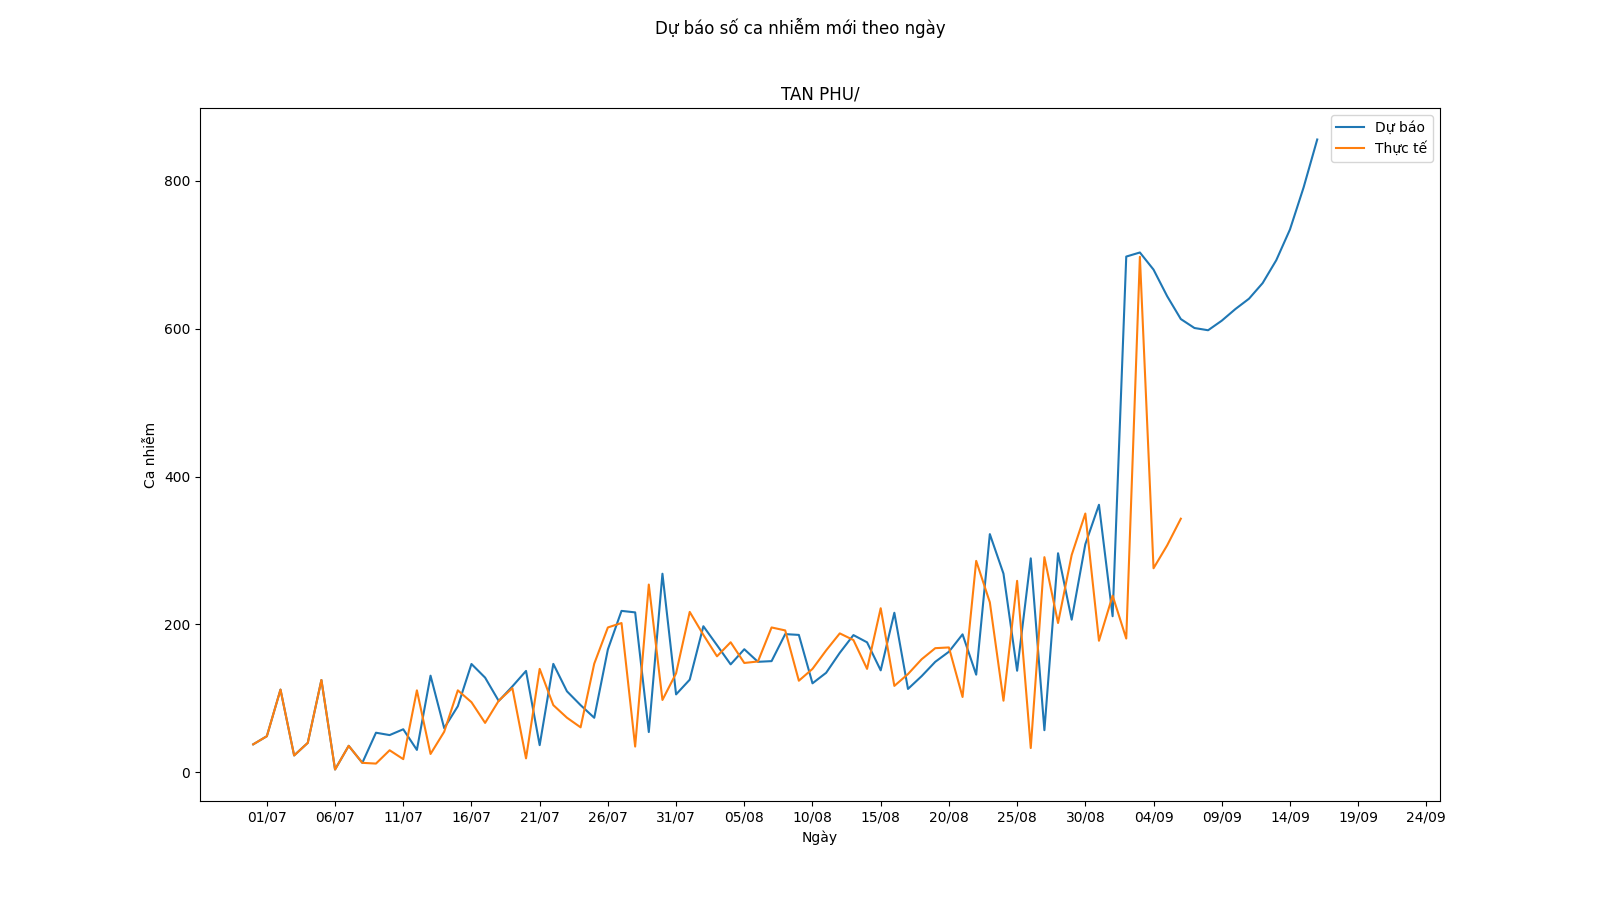 Dự báo số ca nhiễm mới theo ngày
TAN PHU/
Dự báo
Thực tế
800
600
400
200
0
Ca nhiễm
01/07 06/07 11/07 16/07 21/07 26/07 31/07 05/08 10/08 15/08 20/08 25/08 30/08 04/09 09/09 14/09 19/09 24/09
Ngày